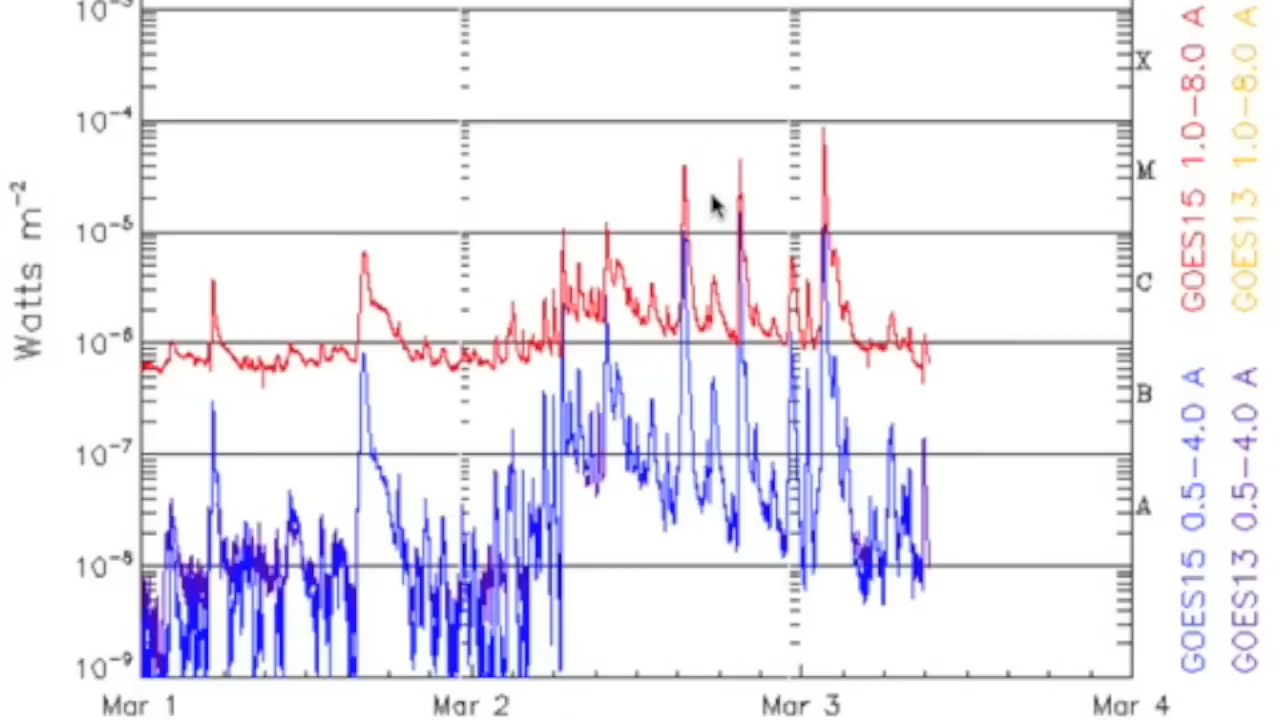 10⁻³
10⁻⁴
10⁻⁵
10⁻⁶
10⁻⁷
10⁻⁸
10⁻⁹
Watts m⁻²
X
M
C
B
A
Mar 1
Mar 2
Mar 3
Mar 4
GOES15 1.0-8.0 A
GOES13 1.0-8.0 A
GOES15 0.5-4.0 A
GOES13 0.5-4.0 A